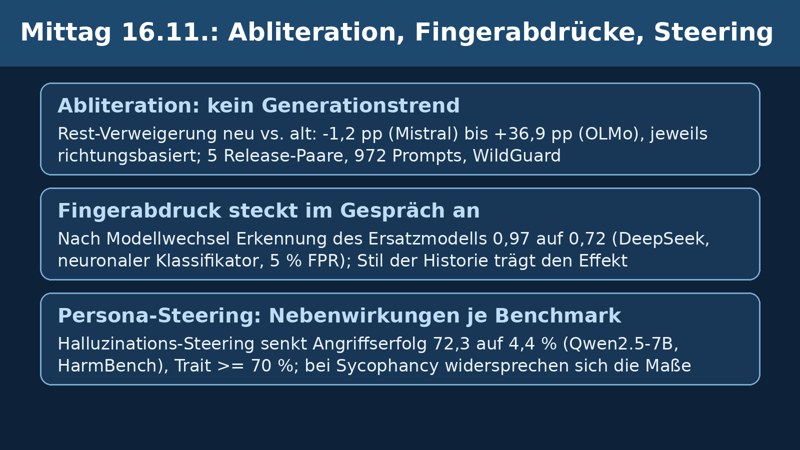 Mittag 16.11.: Abliteration, Fingerabdrücke, Steering
Abliteration: kein Generationstrend
Rest-Verweigerung neu vs. alt: -1,2 pp (Mistral) bis +36,9 pp (OLMo), jeweils
richtungsbasiert; 5 Release-Paare, 972 Prompts, WildGuard
Fingerabdruck steckt im Gespräch an
Nach Modellwechsel Erkennung des Ersatzmodells 0,97 auf 0,72 (DeepSeek,
neuronaler Klassifikator, 5 % FPR); Stil der Historie trägt den Effekt
Persona-Steering: Nebenwirkungen je Benchmark
Halluzinations-Steering senkt Angriffserfolg 72,3 auf 4,4 % (Qwen2.5-7B,
HarmBench), Trait >= 70 %; bei Sycophancy widersprechen sich die Maße